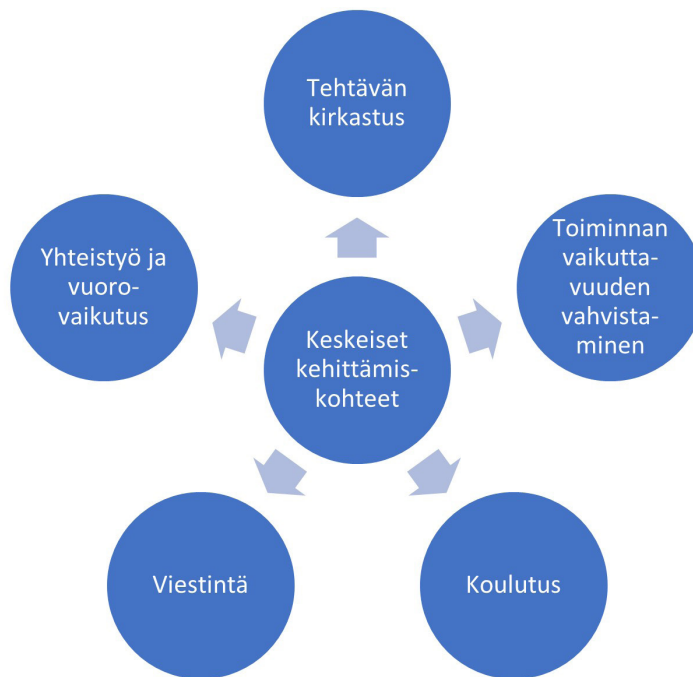 Tehtävän
kirkastus
Toiminnan
vaikutta-
vuuden
vahvista-
minen
Koulutus
Viestintä
Yhteistyö ja
vuoro-
vaikutus
Keskeiset
kehittämis-
kohteet